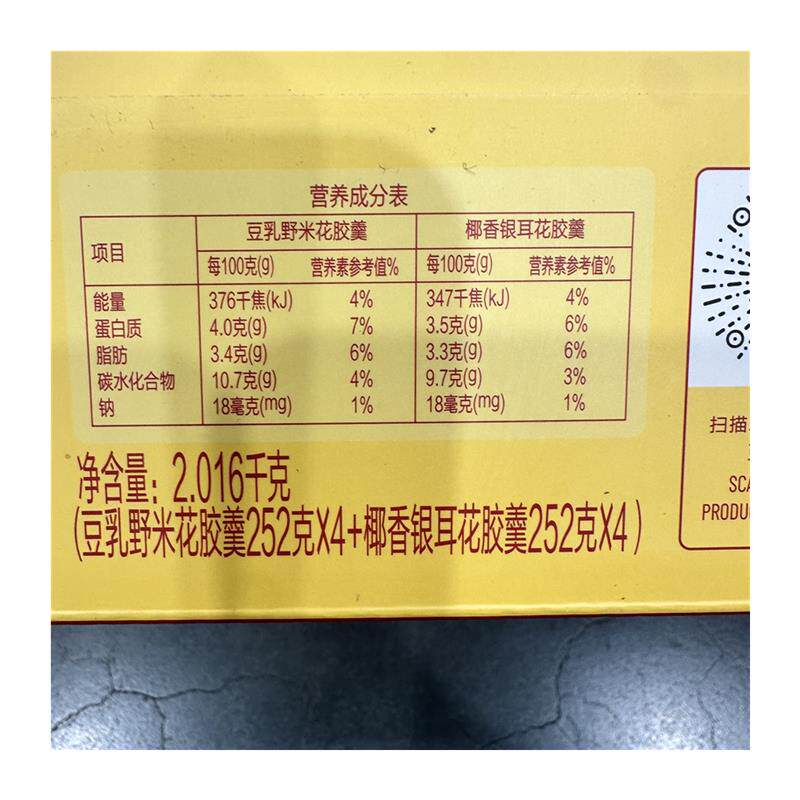 营养成分表
项目 豆乳野米花胶羹 椰香银耳花胶羹
每100克(g) 营养素参考值% 每100克(g) 营养素参考值%
能量 376千焦(kJ) 4% 347千焦(kJ) 4%
蛋白质 4.0克(g) 7% 3.5克(g) 6%
脂肪 3.4克(g) 6% 3.3克(g) 6%
碳水化合物 10.7克(g) 4% 9.7克(g) 3%
钠 18毫克(mg) 1% 18毫克(mg) 1%
净含量：2.016千克
(豆乳野米花胶羹252克X4+椰香银耳花胶羹252克X4)
扫描
SCA
PRODU